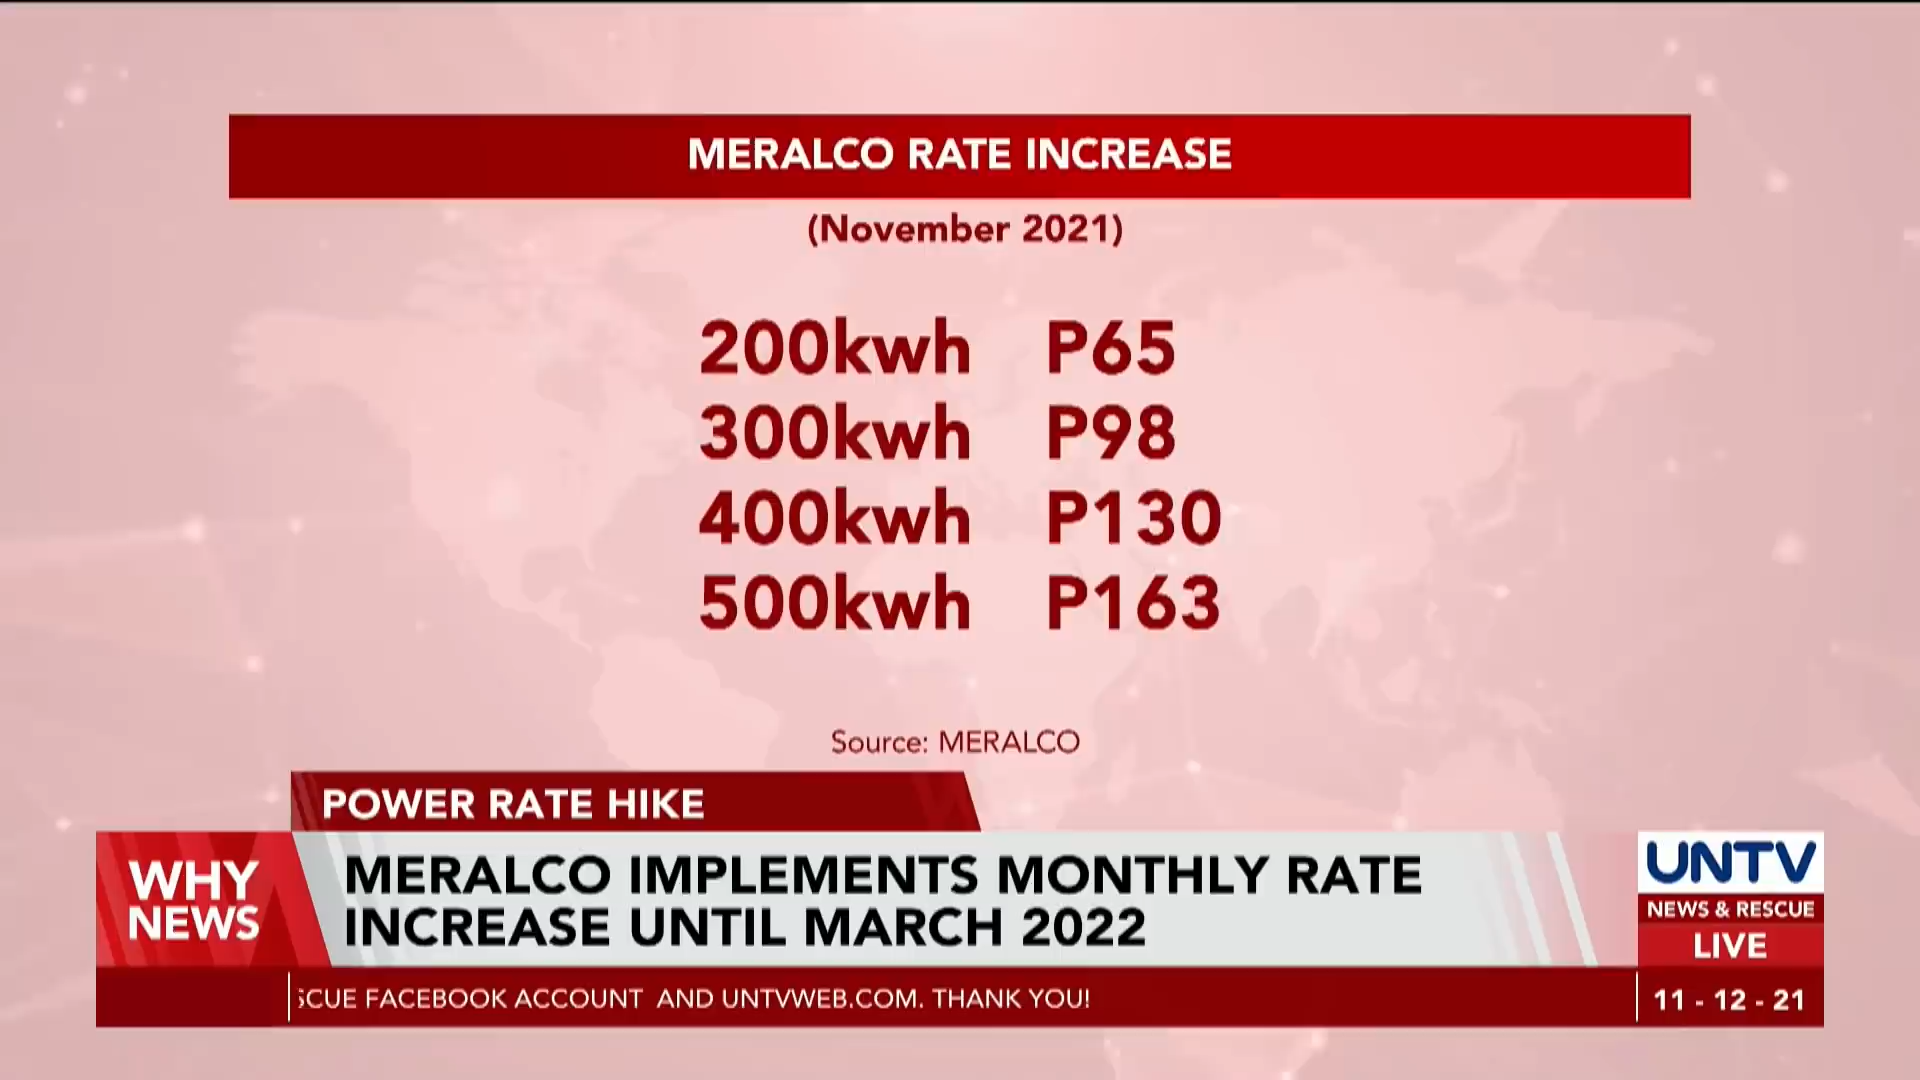 MERALCO RATE INCREASE
(November 2021)
200kwh P65
300kwh P98
400kwh P130
500kwh P163
Source: MERALCO
POWER RATE HIKE
WHY
NEWS
MERALCO IMPLEMENTS MONTHLY RATE
INCREASE UNTIL MARCH 2022
UNTV
NEWS & RESCUE
LIVE
FACEBOOK ACCOUNT AND UNTVWEB.COM. THANK YOU!
11 - 12 - 21